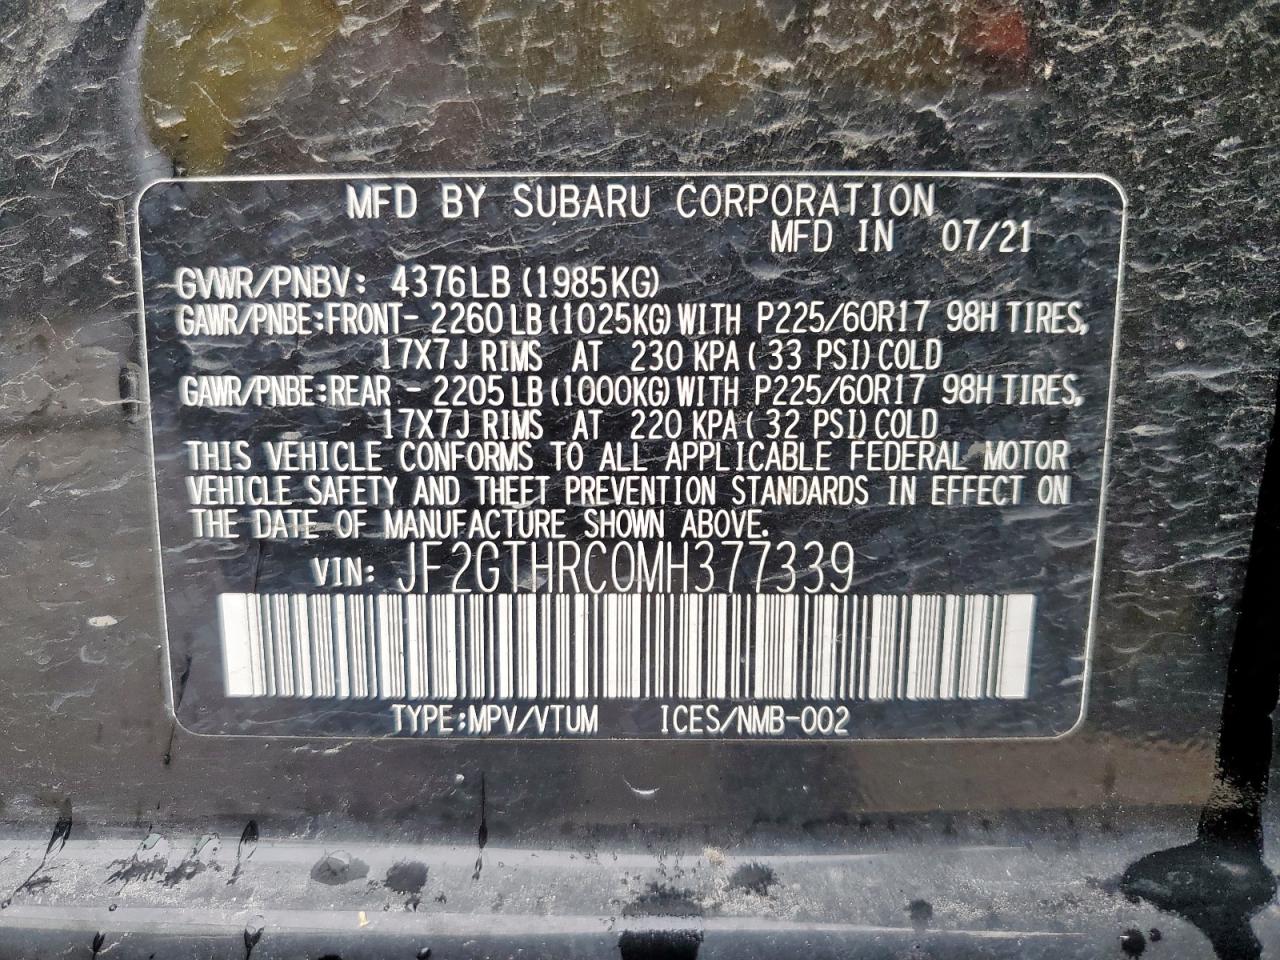 MFD BY SUBARU CORPORATION
MFD IN 07/21
GVWR/PNBV: 4376LB (1985KG)
GAWR/PNBE:FRONT- 2260LB(1025KG)WITH P225/60R17 98H TIRES,
17X7J RIMS AT 230 KPA( 33 PSI)COLD
GAWR/PNBE:REAR - 2205LB(1000KG)WITH P225/60R17 98H TIRES,
17X7J RIMS AT 220 KPA( 32 PSI)COLD
THIS VEHICLE CONFORMS TO ALL APPLICABLE FEDERAL MOTOR
VEHICLE SAFETY AND THEFT PREVENTION STANDARDS IN EFFECT ON
THE DATE OF MANUFACTURE SHOWN ABOVE.
VIN: JF2GTHRC0MH377339
TYPE:MPV/VTUM ICES/NMB-002